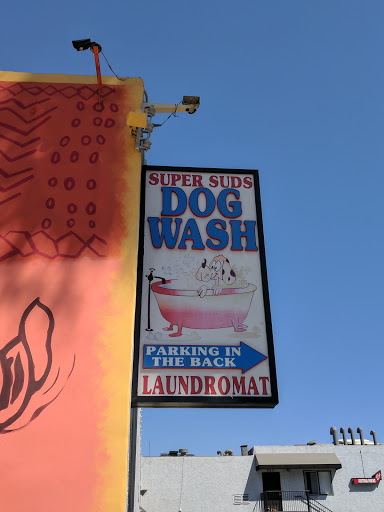 SUPER SUDS
DOG
WASH
PARKING IN
THE BACK
LAUNDROMAT